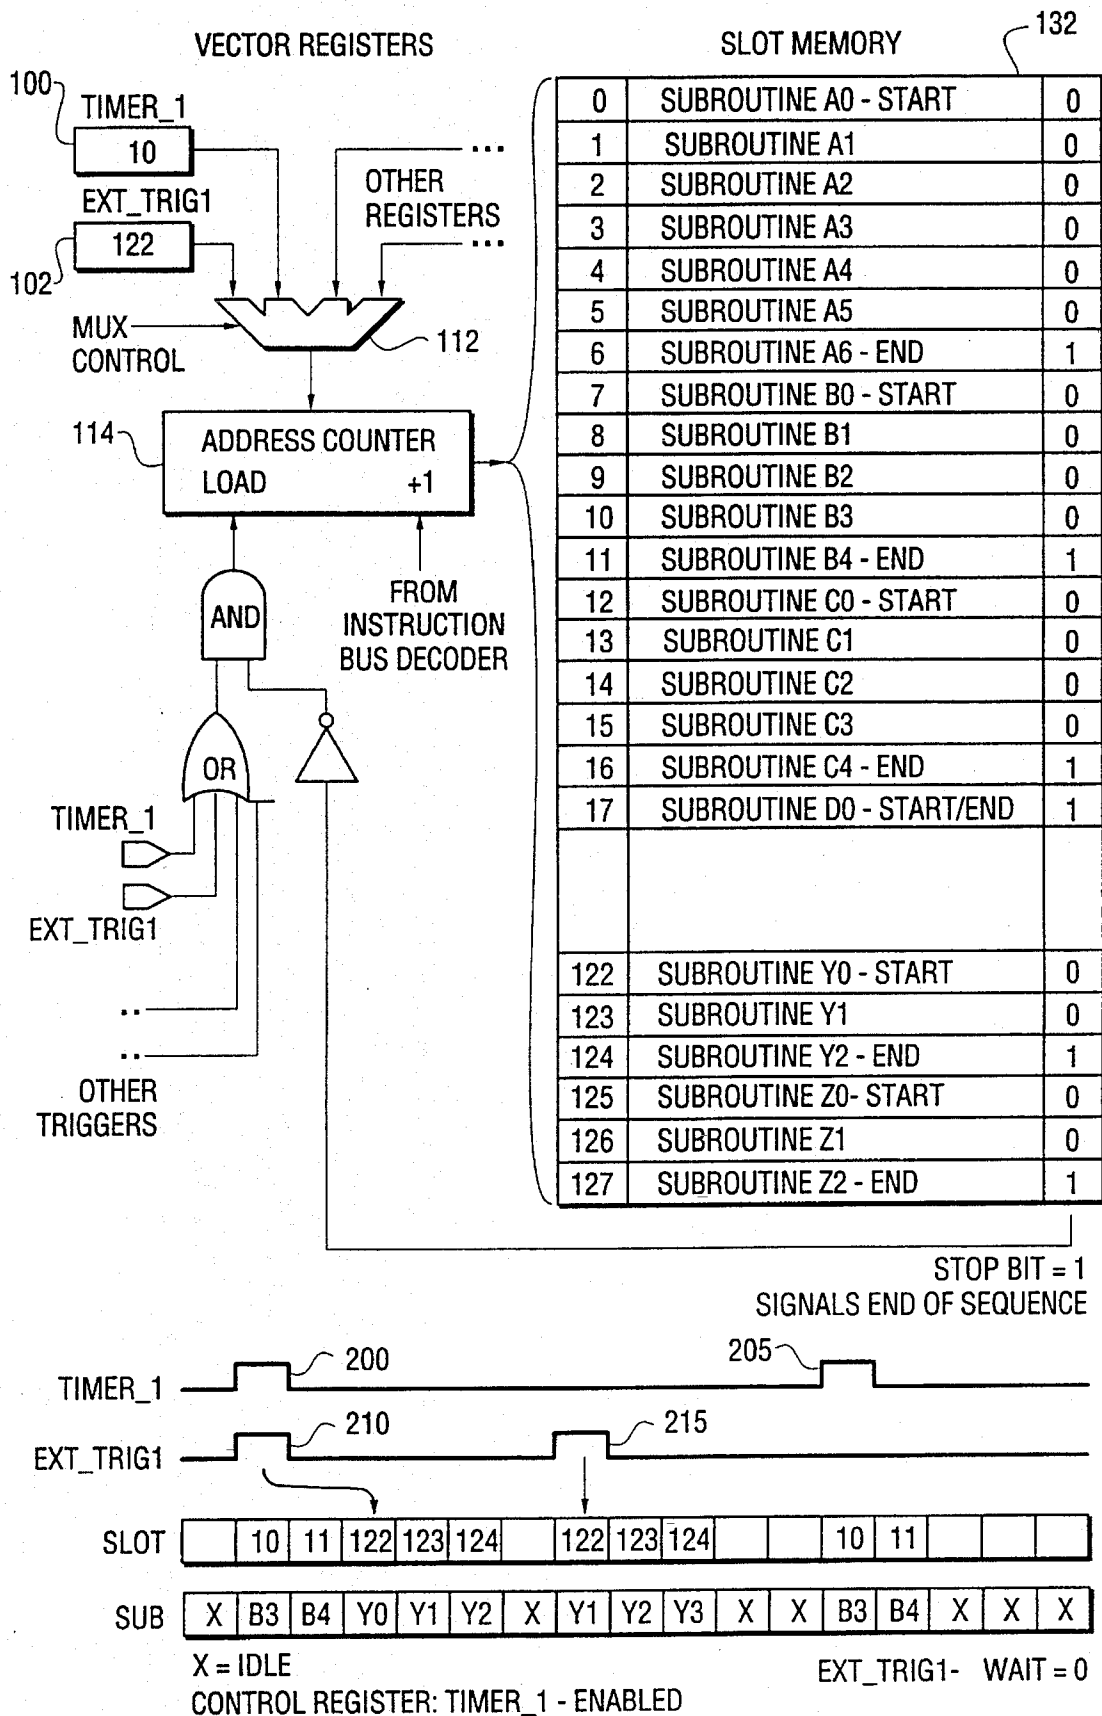 VECTOR REGISTERS
SLOT MEMORY
132
100
TIMER_1
10
EXT_TRIG1
122
102
OTHER
REGISTERS
...
...
MUX
CONTROL
112
114
ADDRESS COUNTER
LOAD +1
AND
FROM
INSTRUCTION
BUS DECODER
OR
TIMER_1
EXT_TRIG1
..
..
OTHER
TRIGGERS
0 SUBROUTINE A0 - START 0
1 SUBROUTINE A1 0
2 SUBROUTINE A2 0
3 SUBROUTINE A3 0
4 SUBROUTINE A4 0
5 SUBROUTINE A5 0
6 SUBROUTINE A6 - END 1
7 SUBROUTINE B0 - START 0
8 SUBROUTINE B1 0
9 SUBROUTINE B2 0
10 SUBROUTINE B3 0
11 SUBROUTINE B4 - END 1
12 SUBROUTINE C0 - START 0
13 SUBROUTINE C1 0
14 SUBROUTINE C2 0
15 SUBROUTINE C3 0
16 SUBROUTINE C4 - END 1
17 SUBROUTINE D0 - START/END 1
122 SUBROUTINE Y0 - START 0
123 SUBROUTINE Y1 0
124 SUBROUTINE Y2 - END 1
125 SUBROUTINE Z0- START 0
126 SUBROUTINE Z1 0
127 SUBROUTINE Z2 - END 1
STOP BIT = 1
SIGNALS END OF SEQUENCE
TIMER_1 200 205
EXT_TRIG1 210 215
SLOT 10 11 122 123 124 122 123 124 10 11
SUB X B3 B4 Y0 Y1 Y2 X Y1 Y2 Y3 X X B3 B4 X X X
X = IDLE
EXT_TRIG1- WAIT = 0
CONTROL REGISTER: TIMER_1 - ENABLED